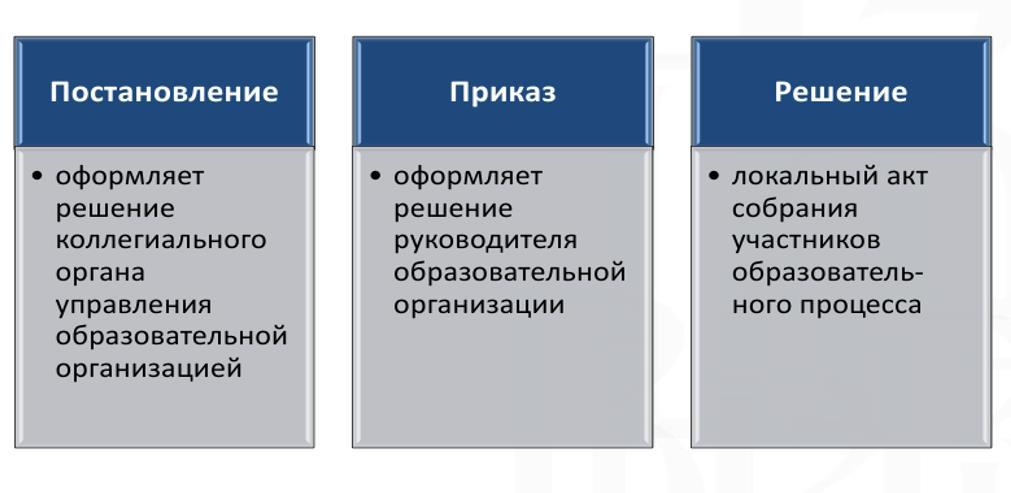 Постановление
• оформляет
решение
коллегиального
органа
управления
образовательной
организацией
Приказ
• оформляет
решение
руководителя
образовательной
организации
Решение
• локальный акт
собрания
участников
образователь-
ного процесса